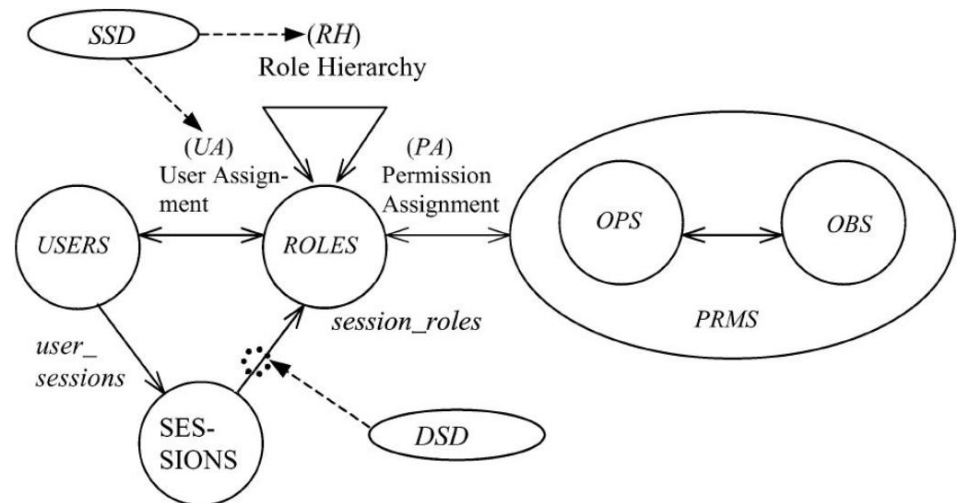 SSD
(RH)
Role Hierarchy
(UA)
User Assign-
ment
(PA)
Permission
Assignment
USERS
ROLES
OPS
OBS
PRMS
session_roles
user_
sessions
SES-
SIONS
DSD